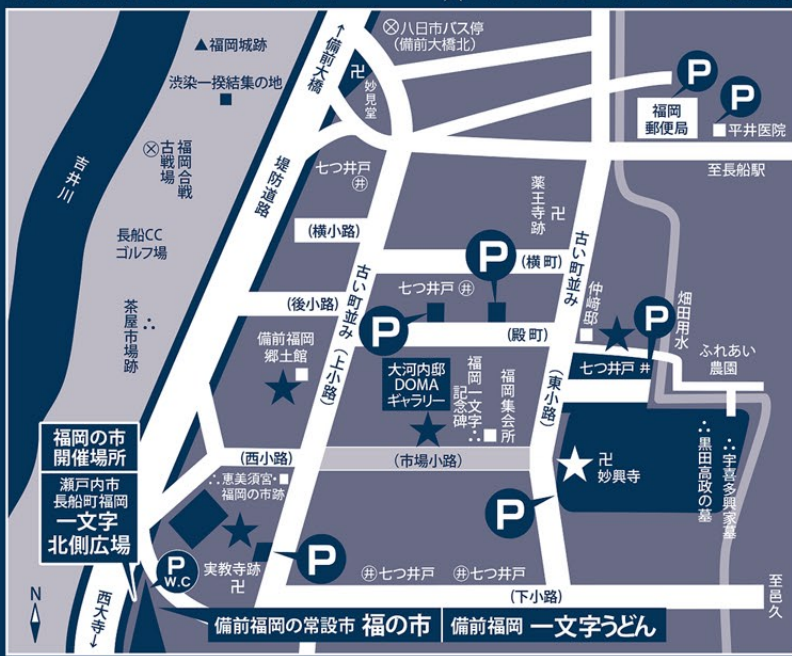 ⊗八日市バス停
(備前大橋北)
↑備前大橋
▲福岡城跡
渋染一揆結集の地
卍妙見堂
P
P
福岡
郵便局
平井医院
至長船駅
吉井川
⊗福岡合戦
古戦場
堤防道路
七つ井戸
㊤
薬王寺跡
卍
長船CC
ゴルフ場
(横小路)
(横町)
P
古い町並み
古い町並み
七つ井戸 ㊤
仲﨑邸
畑田用水
茶屋市場跡
(後小路)
P
(殿町)
P
ふれあい
農園
備前福岡
郷土館
(上小路)
大河内邸
DOMA
ギャラリー
福岡一文字
記念碑
福岡集会所
(東小路)
七つ井戸 井
福岡の市
開催場所
瀬戸内市
長船町福岡
一文字
北側広場
(西小路)
(市場小路)
卍
妙興寺
黒田高政の墓
宇喜多興家墓
恵美須宮・
福岡の市跡
P
P
W.C
実教寺跡
卍
P
㊤七つ井戸
㊤七つ井戸
(下小路)
至邑久
N
西大寺→
備前福岡の常設市 福の市
備前福岡 一文字うどん